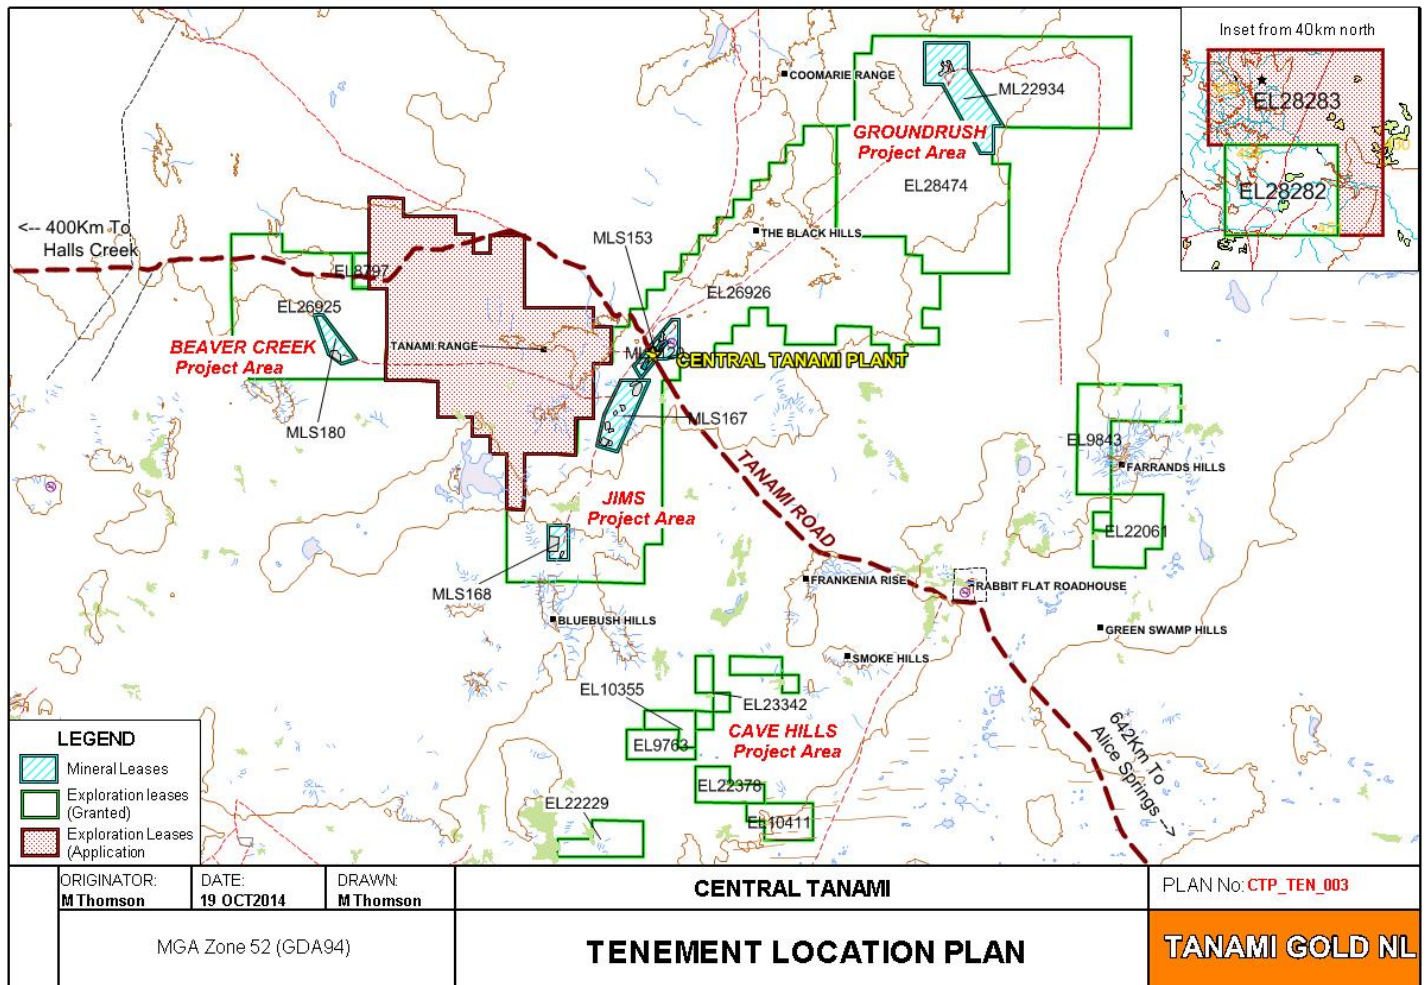 Inset from 40km north
EL28283
EL28282
COOMARIE RANGE
ML22934
GROUNDRUSH
Project Area
EL28474
<-- 400Km To
Halls Creek
MLS153
THE BLACK HILLS
EL8797
EL26925
EL26926
BEAVER CREEK
Project Area
TANAMI RANGE
CENTRAL TANAMI PLANT
MLS180
MLS167
EL9843
FARRANDS HILLS
TANAMI ROAD
JIMS
Project Area
EL22061
MLS168
FRANKENIA RISE
RABBIT FLAT ROADHOUSE
BLUEBUSH HILLS
GREEN SWAMP HILLS
SMOKE HILLS
EL10355
EL23342
CAVE HILLS
Project Area
EL9763
642Km To
Alice Springs -->
EL22378
EL22229
EL10411
LEGEND
Mineral Leases
Exploration leases
(Granted)
Exploration Leases
(Application
ORIGINATOR:
M Thomson
DATE:
19 OCT2014
DRAWN:
M Thomson
CENTRAL TANAMI
PLAN No: CTP_TEN_003
MGA Zone 52 (GDA94)
TENEMENT LOCATION PLAN
TANAMI GOLD NL